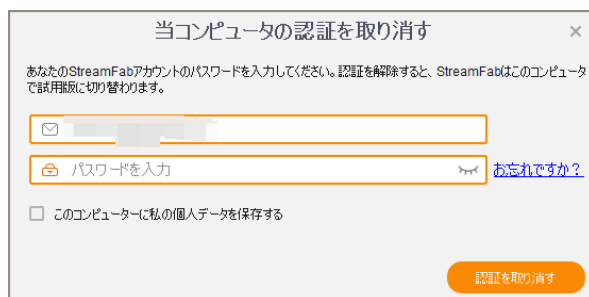 当コンピュータの認証を取り消す
あなたのStreamFabアカウントのパスワードを入力してください。認証を解除すると、StreamFabはこのコンピュータ
で試用版に切り替わります。
パスワードを入力
お忘れですか？
このコンピューターに私の個人データを保存する
認証を取り消す